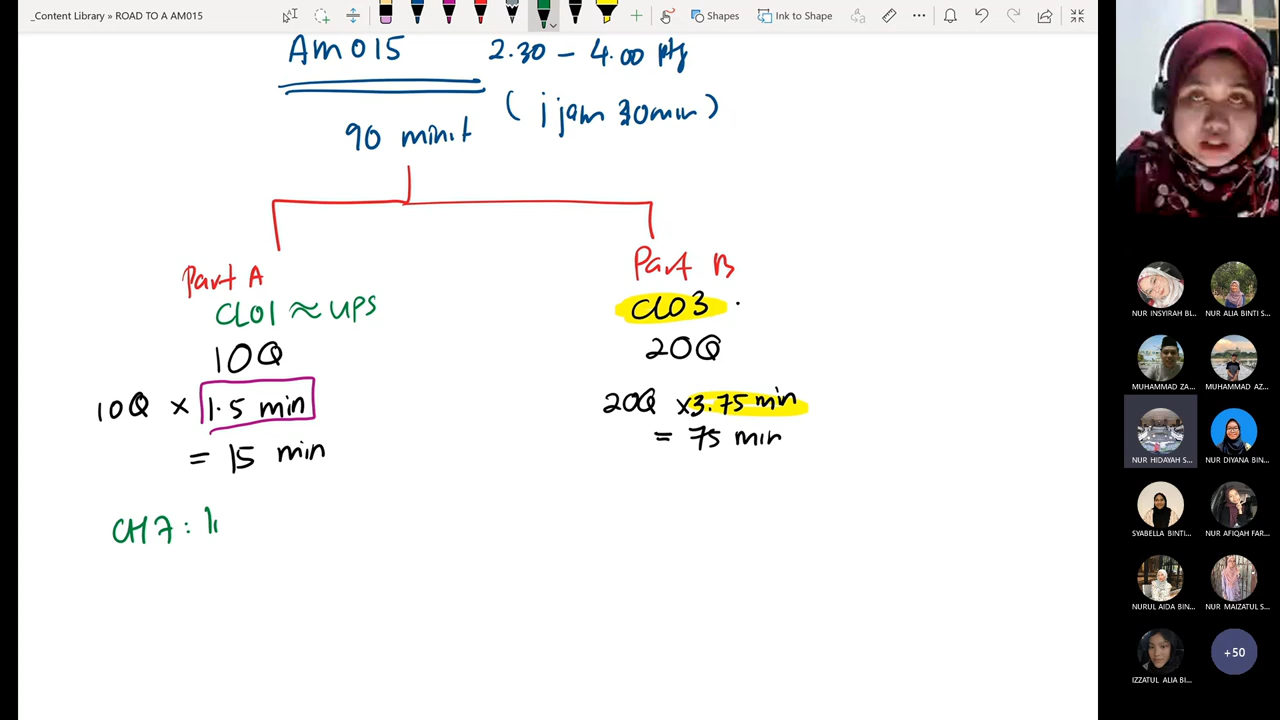 _Content Library » ROAD TO A AM015
Shapes
Ink to Shape
Am015
2.30 - 4.00 ptg
(1 jam 30min)
90 minit
Part A
CLO1 ≈ UPS
10Q
10Q × 1.5 min
= 15 min
CH7 :
Part B
CLO3
20Q
20Q ×3.75 min
= 75 min
NUR INSYIRAH BI...
NUR ALIA BINTI S...
MUHAMMAD ZA...
MUHAMMAD AZ...
NUR HIDAYAH S...
NUR DIYANA BIN...
SYABELLA BINTI...
NUR AFIQAH FAR...
NURUL AIDA BIN...
NUR MAIZATUL S...
IZZATUL ALIA BI...
+50